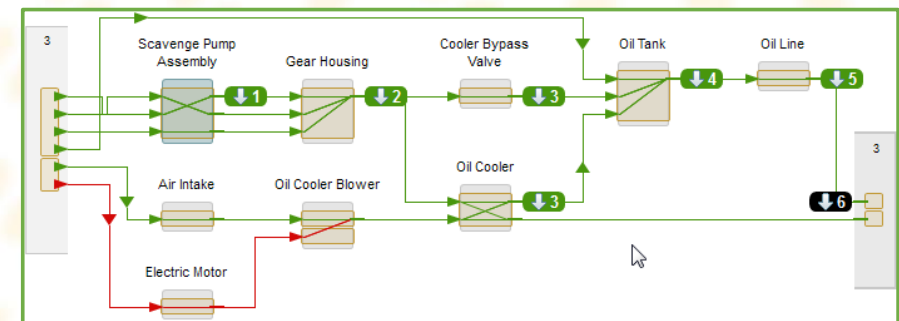 3
Scavenge Pump
Assembly
Gear Housing
Cooler Bypass
Valve
Oil Tank
Oil Line
1
2
3
4
5
Air Intake
Oil Cooler Blower
Oil Cooler
3
6
3
Electric Motor